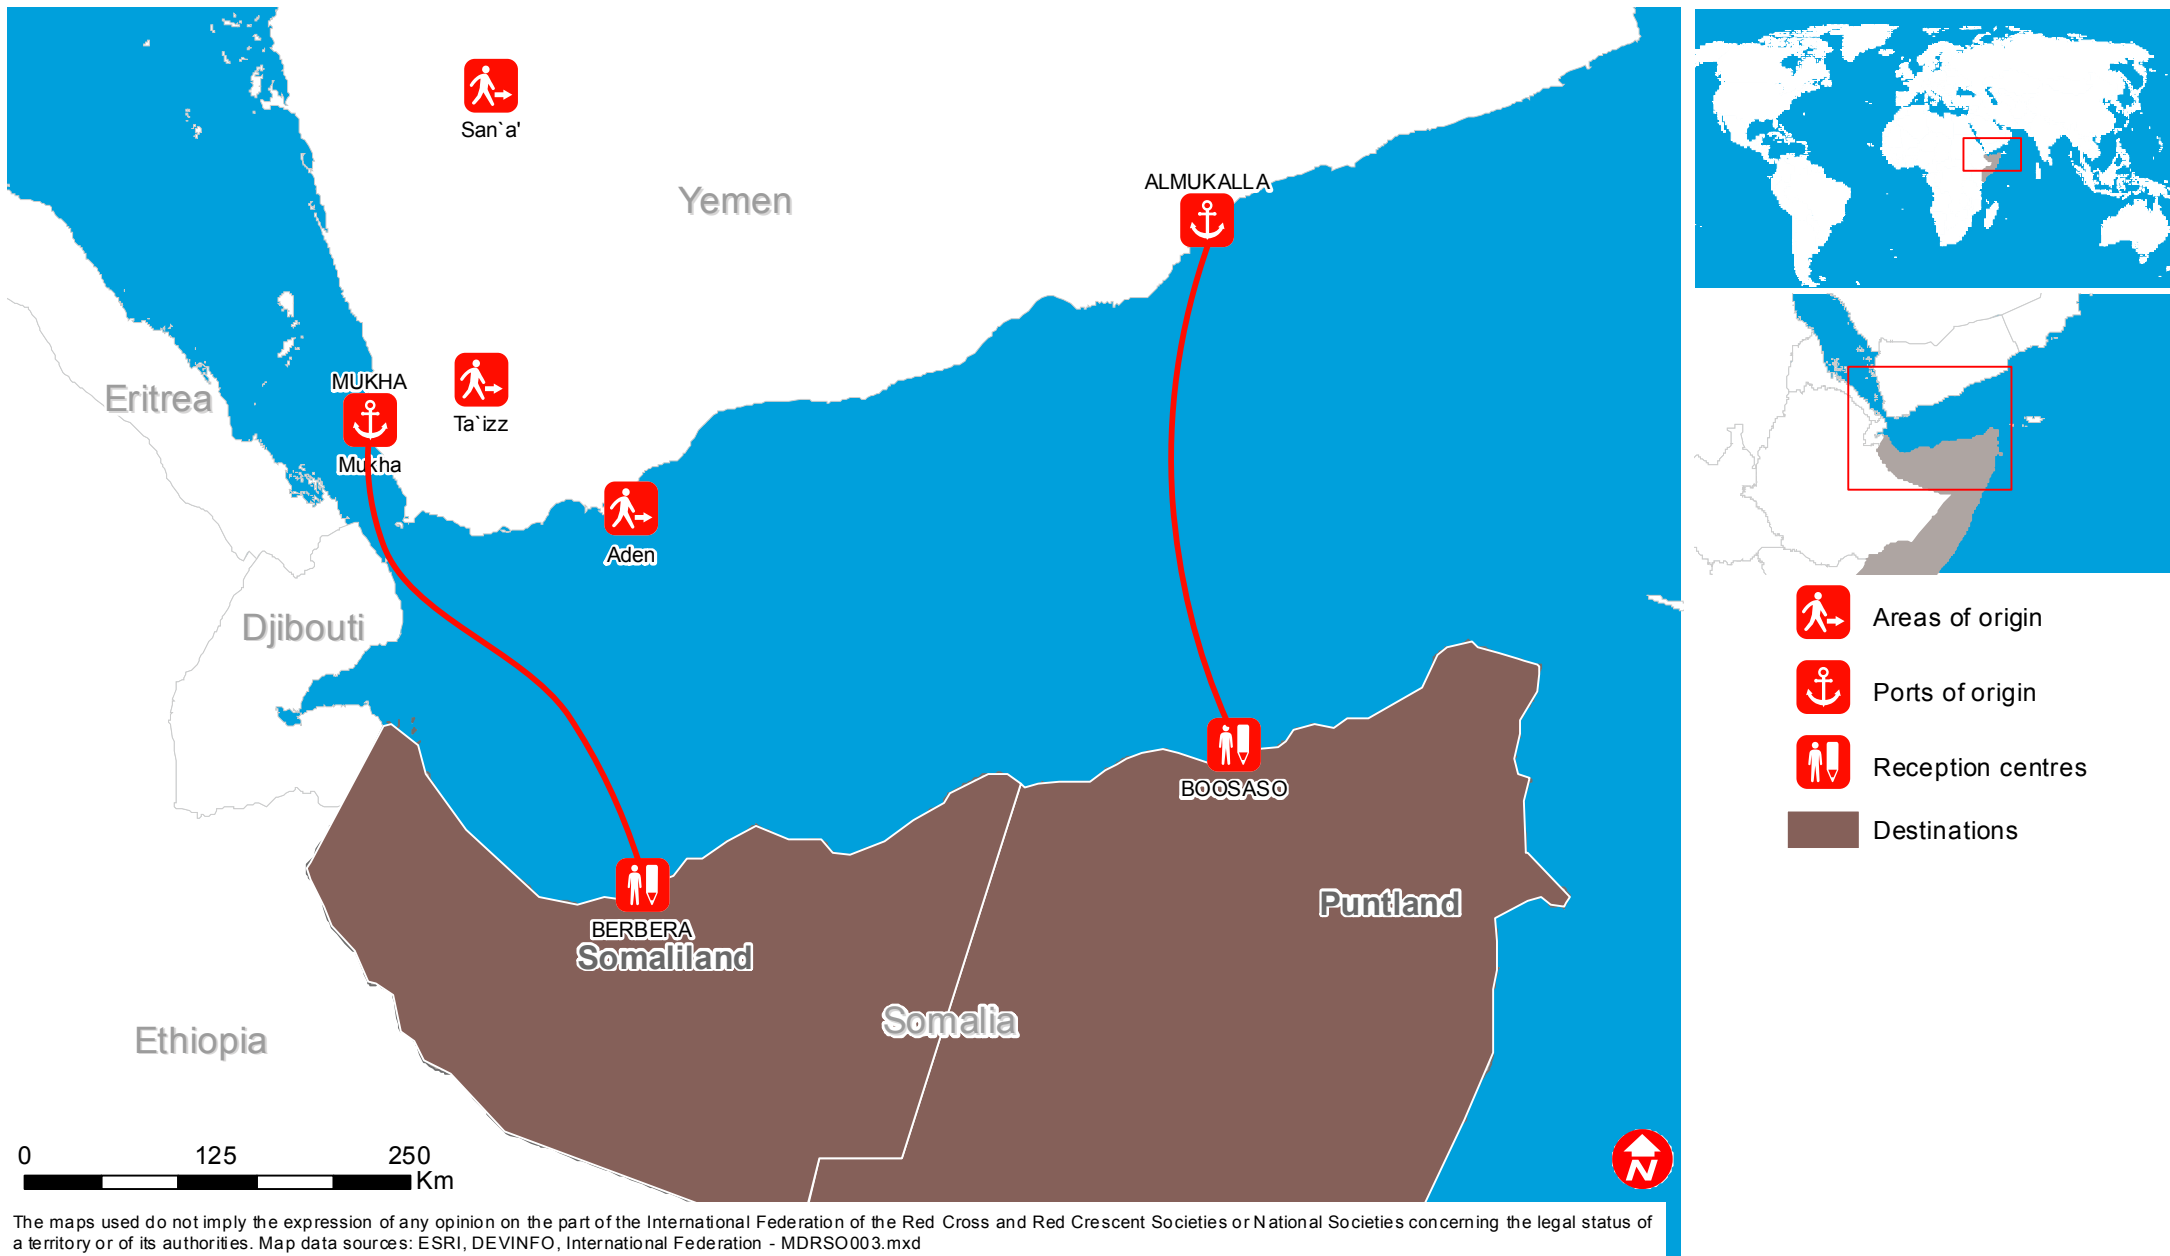 San`a'
Yemen
ALMUKALLA
MUKHA
Eritrea
Ta`izz
Mukha
Aden
Djibouti
BOOSASO
Puntland
BERBERA
Somaliland
Somalia
Ethiopia
0 125 250
Km
N
Areas of origin
Ports of origin
Reception centres
Destinations
The maps used do not imply the expression of any opinion on the part of the International Federation of the Red Cross and Red Crescent Societies or National Societies concerning the legal status of
a territory or of its authorities. Map data sources: ESRI, DEVINFO, International Federation - MDRSO003.mxd